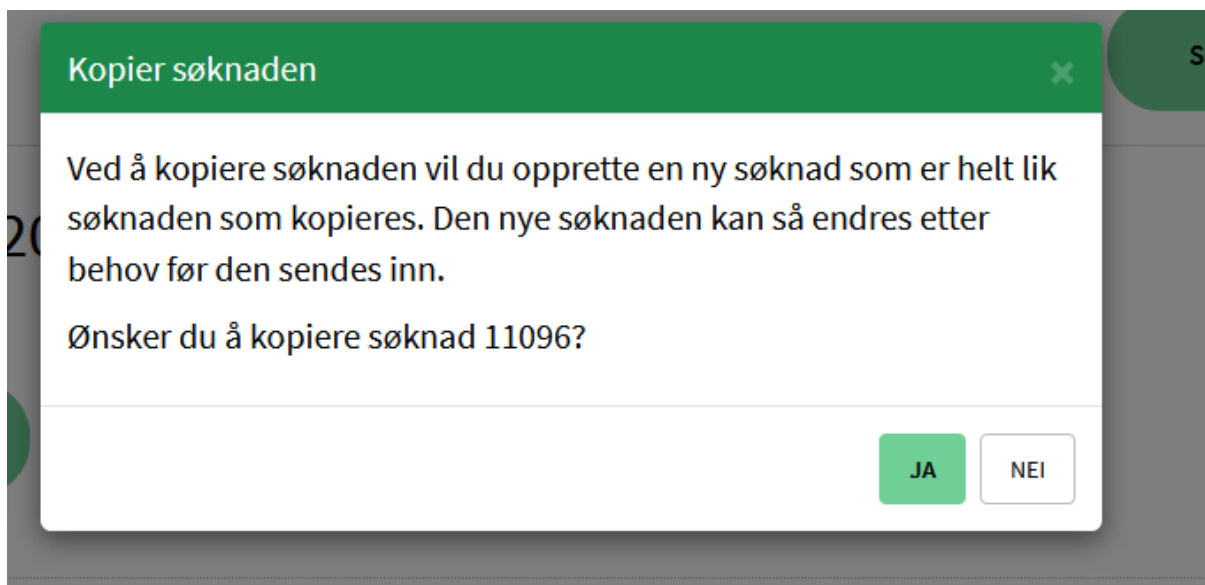 Kopier søknaden
×
S
Ved å kopiere søknaden vil du opprette en ny søknad som er helt lik
søknaden som kopieres. Den nye søknaden kan så endres etter
20
behov før den sendes inn.
Ønsker du å kopiere søknad 11096?
JA
NEI